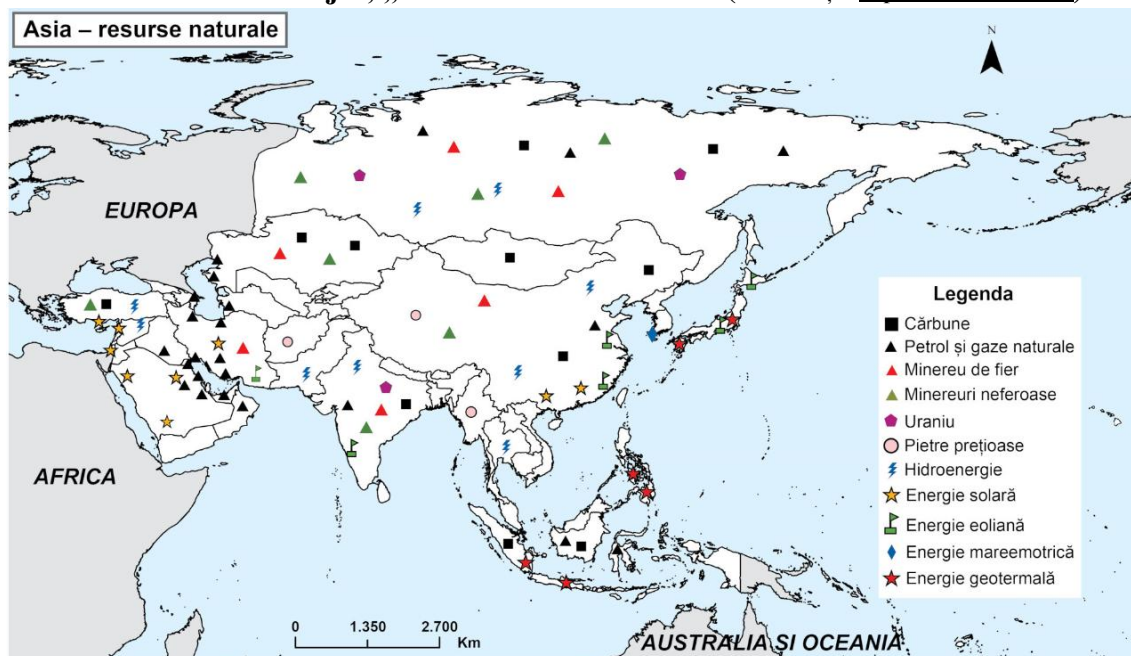 Asia – resurse naturale
N
EUROPA
AFRICA
AUSTRALIA SI OCEANIA
0 1.350 2.700
Km
Legenda
Cărbune
Petrol și gaze naturale
Minereu de fier
Minereuri neferoase
Uraniu
Pietre prețioase
Hidroenergie
Energie solară
Energie eoliană
Energie mareemotrică
Energie geotermală